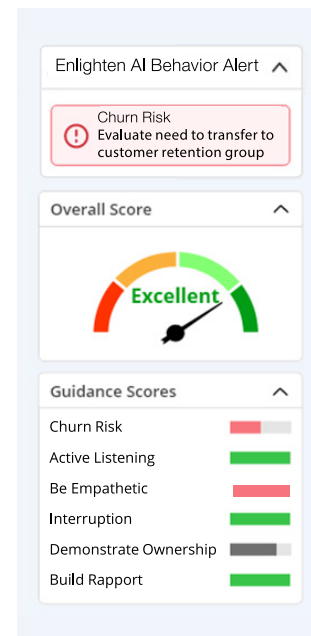 Enlighten AI Behavior Alert
Churn Risk
Evaluate need to transfer to
customer retention group
Overall Score
Excellent
Guidance Scores
Churn Risk
Active Listening
Be Empathetic
Interruption
Demonstrate Ownership
Build Rapport